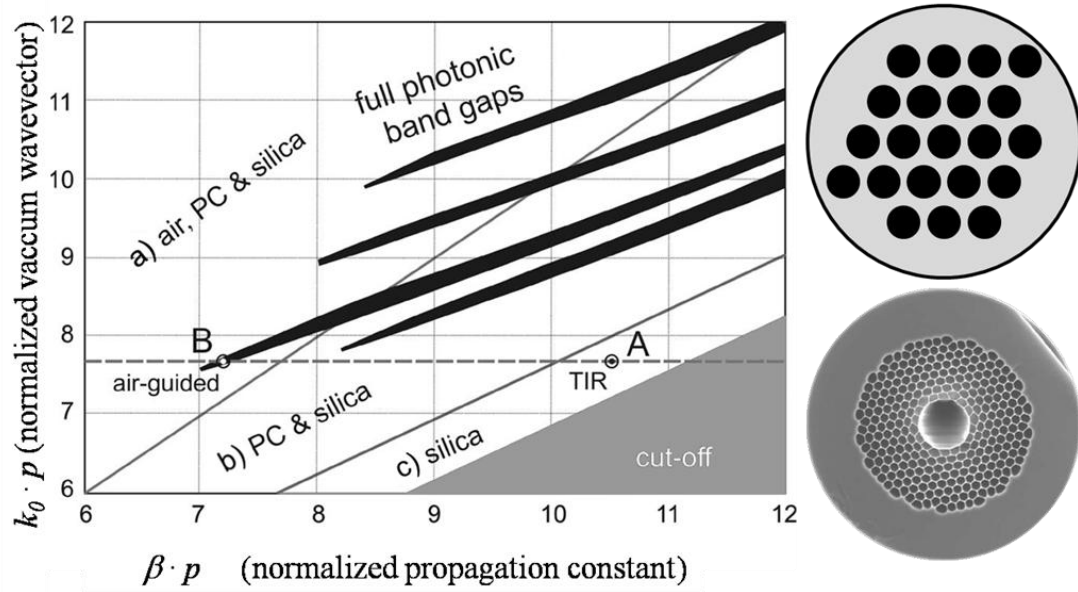 12
11
10
9
8
7
6
k₀ · p (normalized vaccum wavevector)
full photonic
band gaps
a) air, PC & silica
B
air-guided
A
TIR
b) PC & silica
c) silica
cut-off
6 7 8 9 10 11 12
β · p (normalized propagation constant)